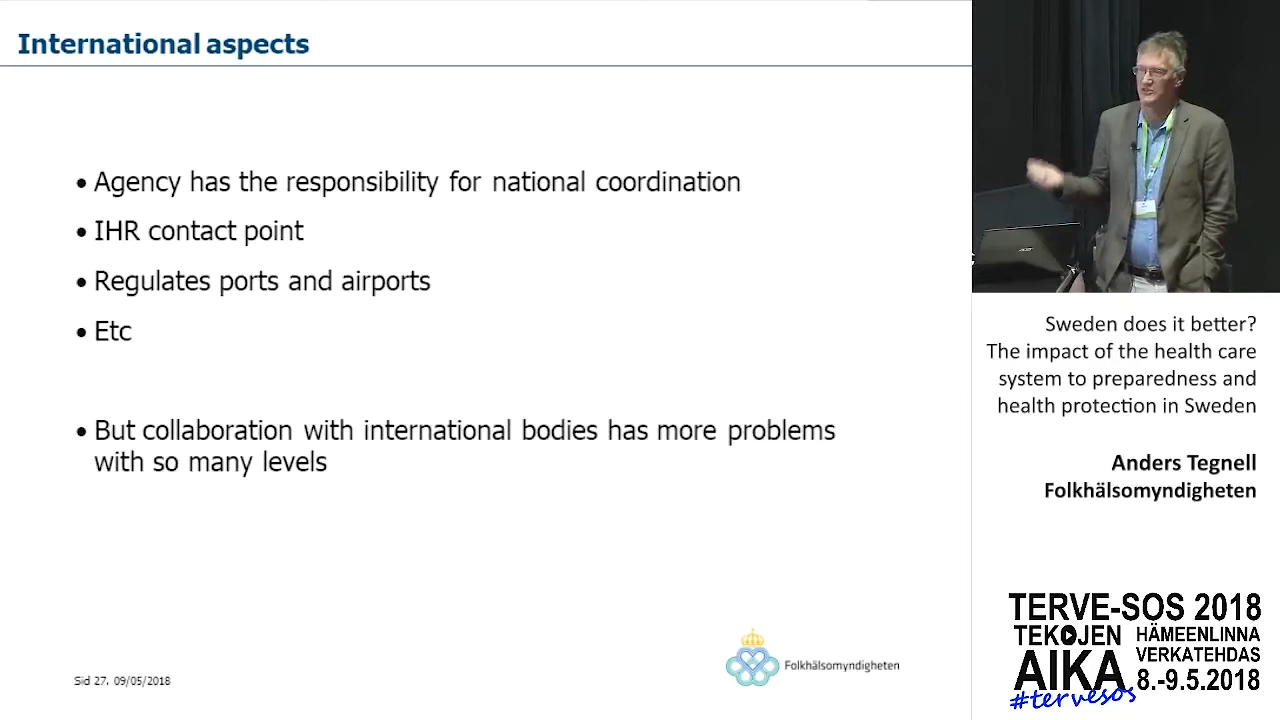 International aspects
• Agency has the responsibility for national coordination
• IHR contact point
• Regulates ports and airports
• Etc
• But collaboration with international bodies has more problems
with so many levels
Sid 27. 09/05/2018
Folkhälsomyndigheten
acer
Sweden does it better?
The impact of the health care
system to preparedness and
health protection in Sweden
Anders Tegnell
Folkhälsomyndigheten
TERVE-SOS 2018
TEKOJEN
AIKA
HÄMEENLINNA
VERKATEHDAS
8.-9.5.2018
#tervesos